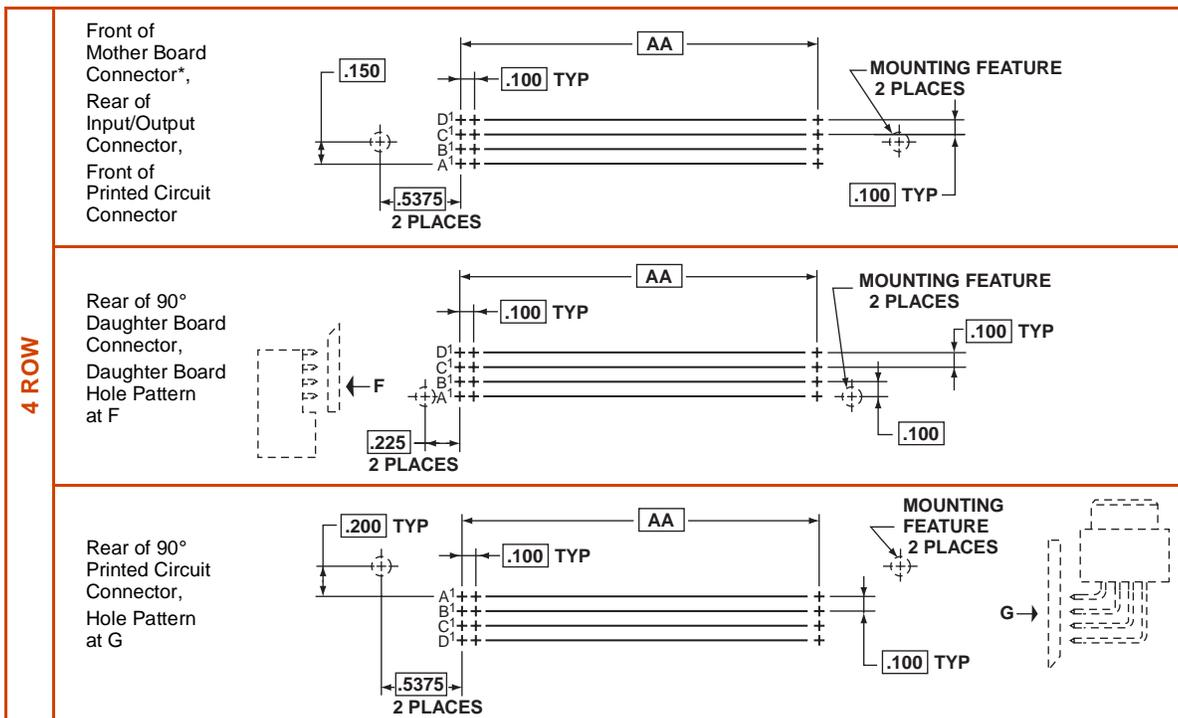 4 ROW
Front of
Mother Board
Connector*,
Rear of
Input/Output
Connector,
Front of
Printed Circuit
Connector
.150
AA
.100 TYP
MOUNTING FEATURE
2 PLACES
D1
C1
B1
A1
.5375
2 PLACES
.100 TYP
Rear of 90°
Daughter Board
Connector,
Daughter Board
Hole Pattern
at F
F
AA
.100 TYP
MOUNTING FEATURE
2 PLACES
.100 TYP
D1
C1
B1
A1
.225
2 PLACES
.100
Rear of 90°
Printed Circuit
Connector,
Hole Pattern
at G
.200 TYP
AA
.100 TYP
MOUNTING
FEATURE
2 PLACES
A1
B1
C1
D1
G
.100 TYP
.5375
2 PLACES